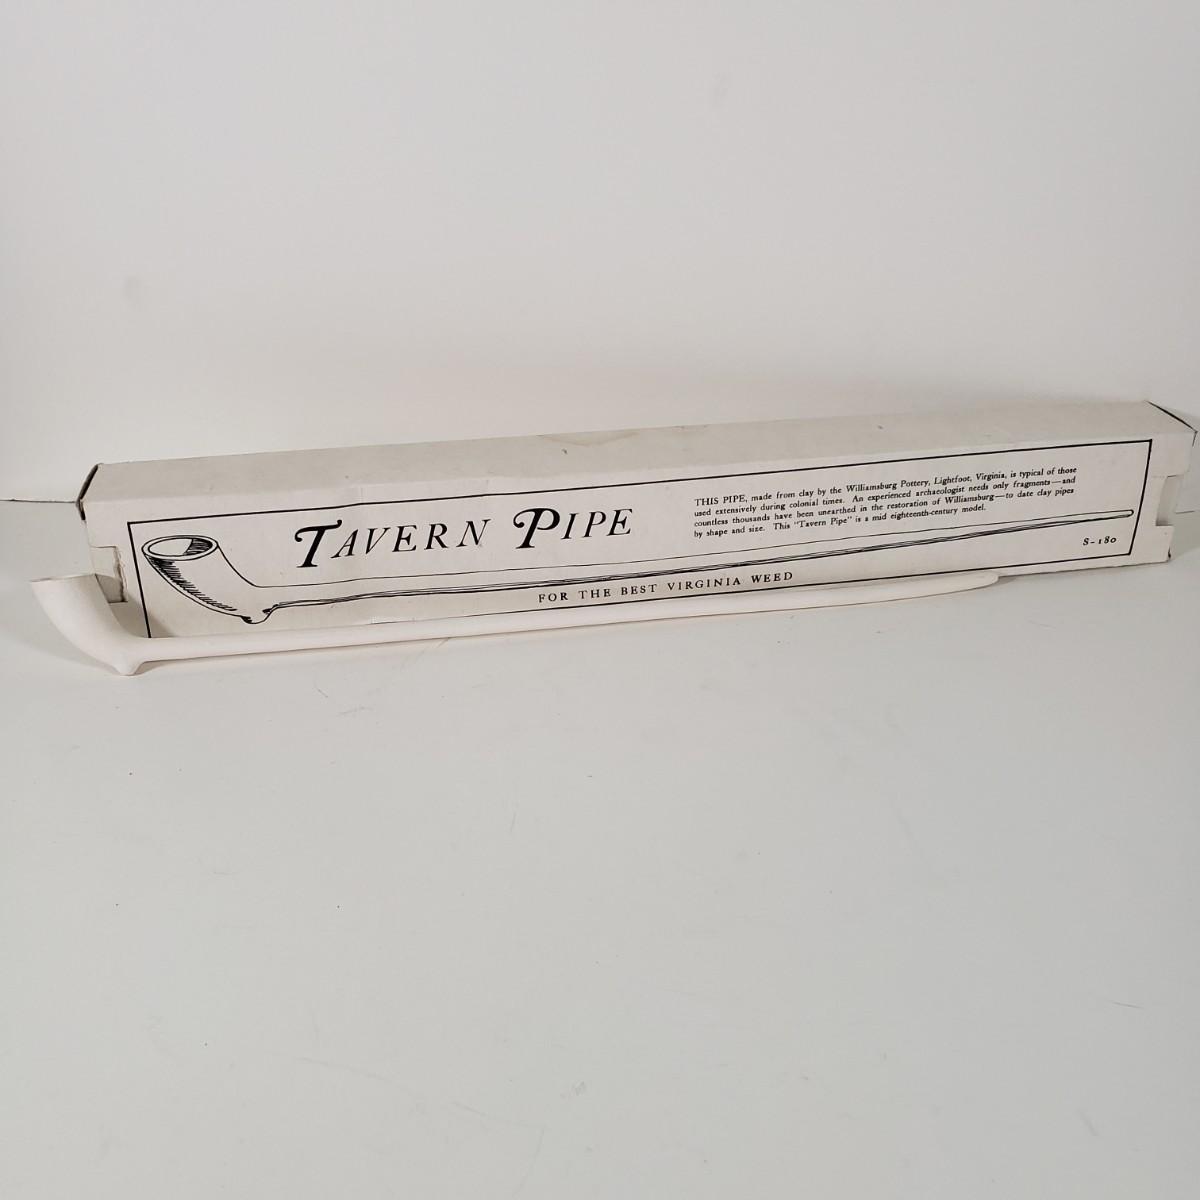 TAVERN PIPE
THIS PIPE, made from clay by the Williamsburg Pottery, Lightfoot, Virginia, is typical of those
used extensively during colonial times. An experienced archaeologist needs only fragments—and
countless thousands have been unearthed in the restoration of Williamsburg—to date clay pipes
by shape and size. This "Tavern Pipe" is a mid eighteenth-century model.
FOR THE BEST VIRGINIA WEED
S-180